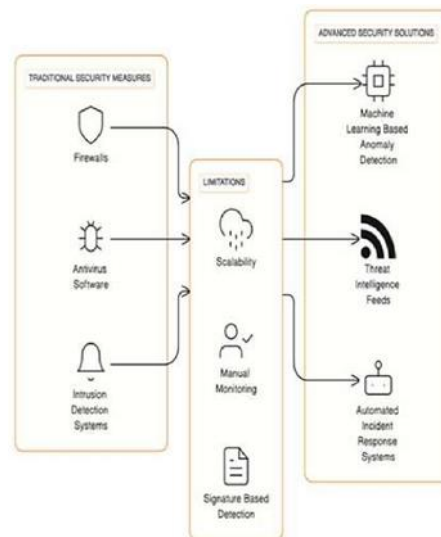 TRADITIONAL SECURITY MEASURES
Firewalls
Antivirus
Software
Intrusion
Detection
Systems
LIMITATIONS
Scalability
Manual
Monitoring
Signature Based
Detection
ADVANCED SECURITY SOLUTIONS
Machine
Learning Based
Anomaly
Detection
Threat
Intelligence
Feeds
Automated
Incident
Response
Systems